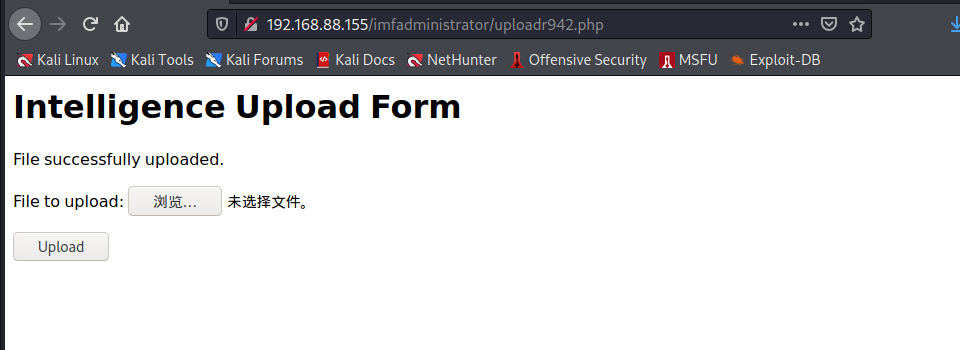 192.168.88.155/imfadministrator/uploadr942.php
Kali Linux Kali Tools Kali Forums Kali Docs NetHunter Offensive Security MSFU Exploit-DB
Intelligence Upload Form
File successfully uploaded.
File to upload: 浏览… 未选择文件。
Upload